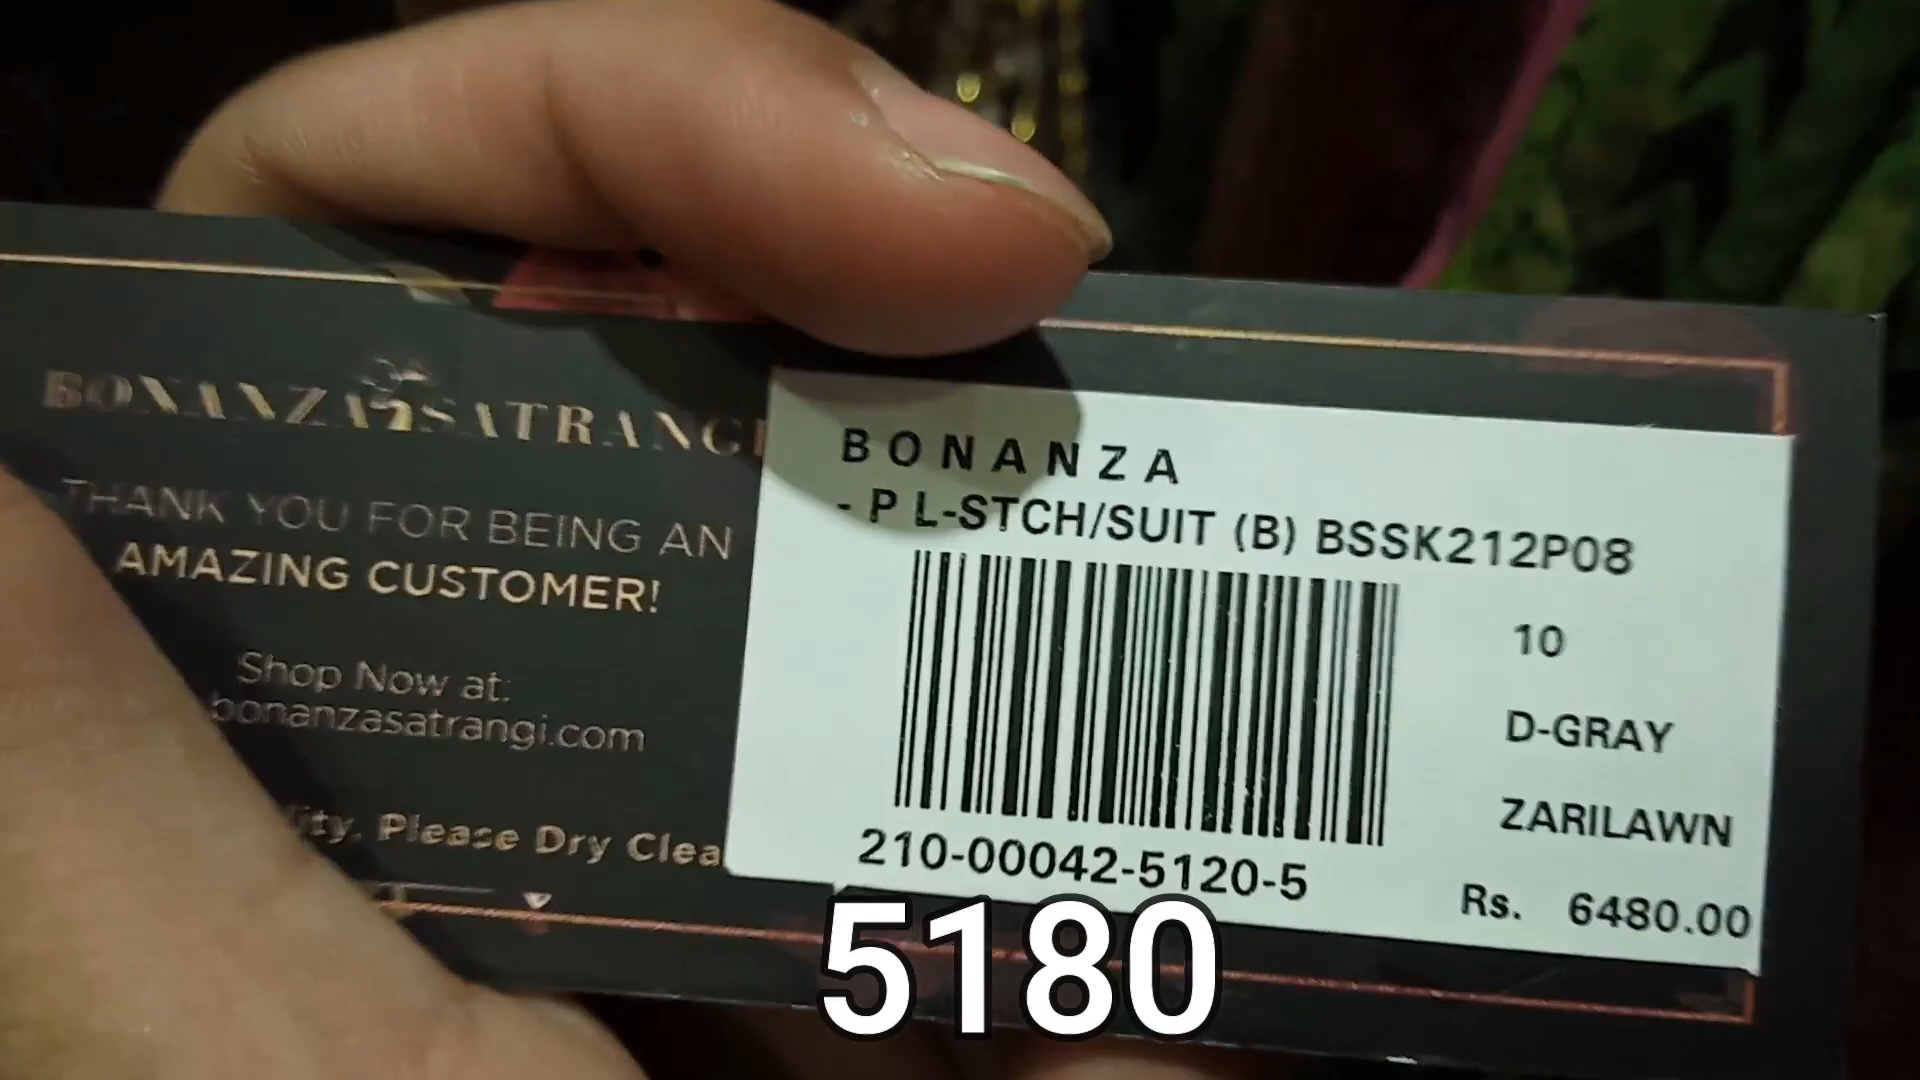 BONANZA SATRANGI
THANK YOU FOR BEING AN
AMAZING CUSTOMER!
Shop Now at:
bonanzasatrangi.com
Please Dry
BONANZA
- P L-STCH/SUIT (B) BSSK212P08
10
D-GRAY
ZARILAWN
210-00042-5120-5
Rs. 6480.00
5180